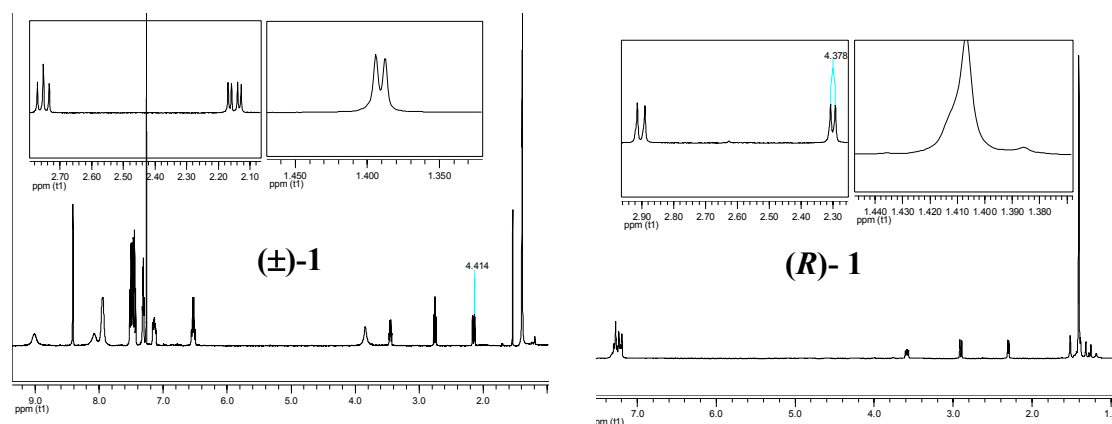 2.70 2.60 2.50 2.40 2.30 2.20 2.10
ppm (t1)
1.450 1.400 1.350
ppm (t1)
(±)-1
4.414
9.0 8.0 7.0 6.0 5.0 4.0 3.0 2.0
ppm (t1)
4.378
2.90 2.80 2.70 2.60 2.50 2.40 2.30
ppm (t1)
1.440 1.430 1.420 1.410 1.400 1.390 1.380
ppm (t1)
(R)- 1
7.0 6.0 5.0 4.0 3.0 2.0 1.
pm (t1)